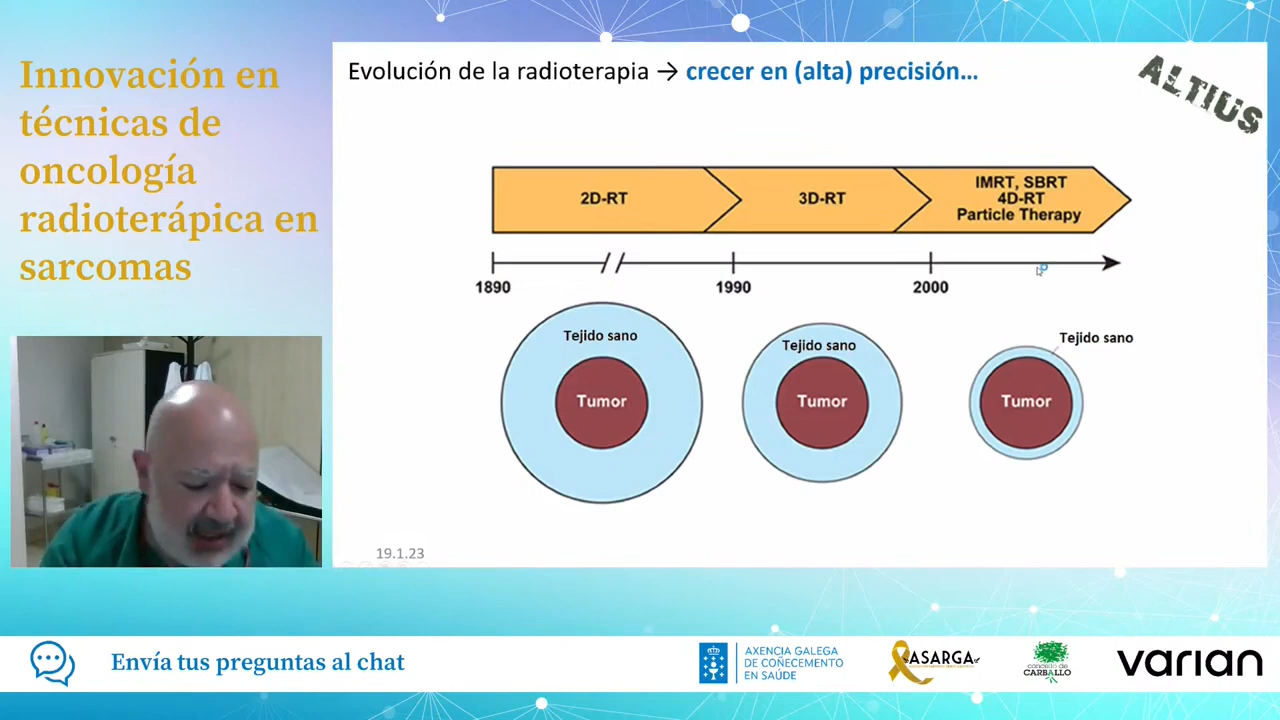 Innovación en
técnicas de
oncología
radioterápica en
sarcomas
Evolución de la radioterapia → crecer en (alta) precisión...
ALTIUS
2D-RT
3D-RT
IMRT, SBRT
4D-RT
Particle Therapy
1890
1990
2000
Tejido sano
Tumor
Tejido sano
Tumor
Tejido sano
Tumor
19.1.23
Envía tus preguntas al chat
AXENCIA GALEGA
DE COÑECEMENTO
EN SAÚDE
ASARGA
concello de
CARBALLO
varian